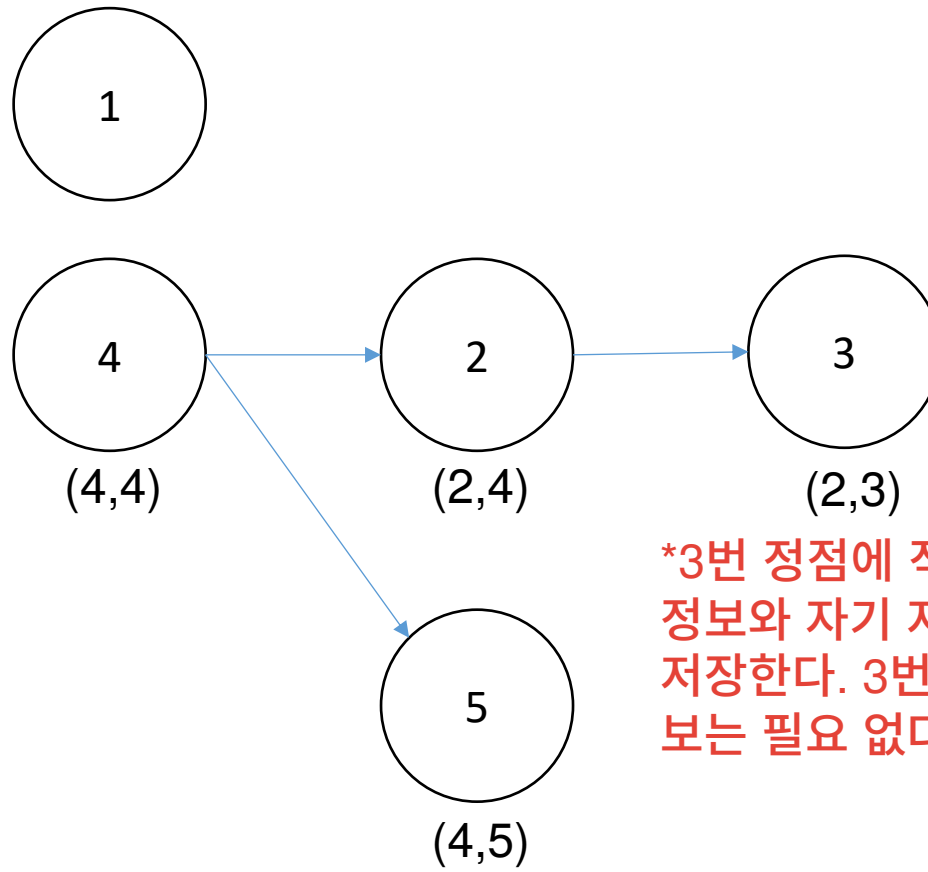 1
4
2
3
(4,4)
(2,4)
(2,3)
*3번 정점에
정보와 자기
저장한다. 3번
보는 필요
5
(4,5)